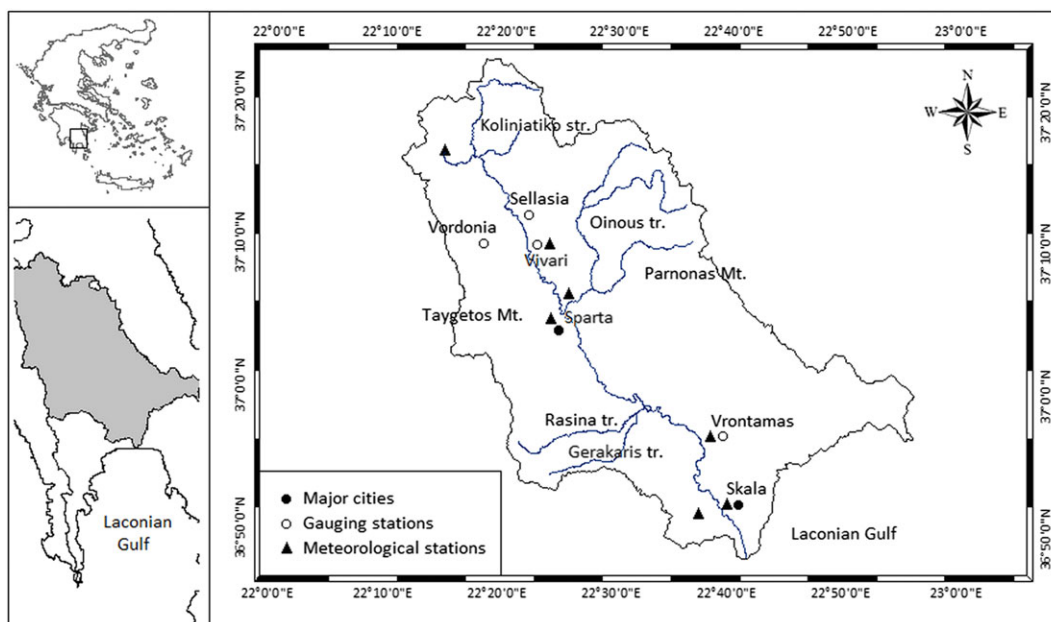 22°0'0"E 22°10'0"E 22°20'0"E 22°30'0"E 22°40'0"E 22°50'0"E 23°0'0"E
37°20'0"N
37°20'0"N
N
W E
S
Koliniatiko str.
Sellasia
Vordonia
Oinous tr.
37°10'0"N
37°10'0"N
Vivari
Parnonas Mt.
Taygetos Mt.
Sparta
37°0'0"N
37°0'0"N
Rasina tr.
Vrontamas
Gerakaris tr.
Skala
Major cities
Gauging stations
Meteorological stations
36°50'0"N
36°50'0"N
Laconian Gulf
Laconian
Gulf
22°0'0"E 22°10'0"E 22°20'0"E 22°30'0"E 22°40'0"E 22°50'0"E 23°0'0"E